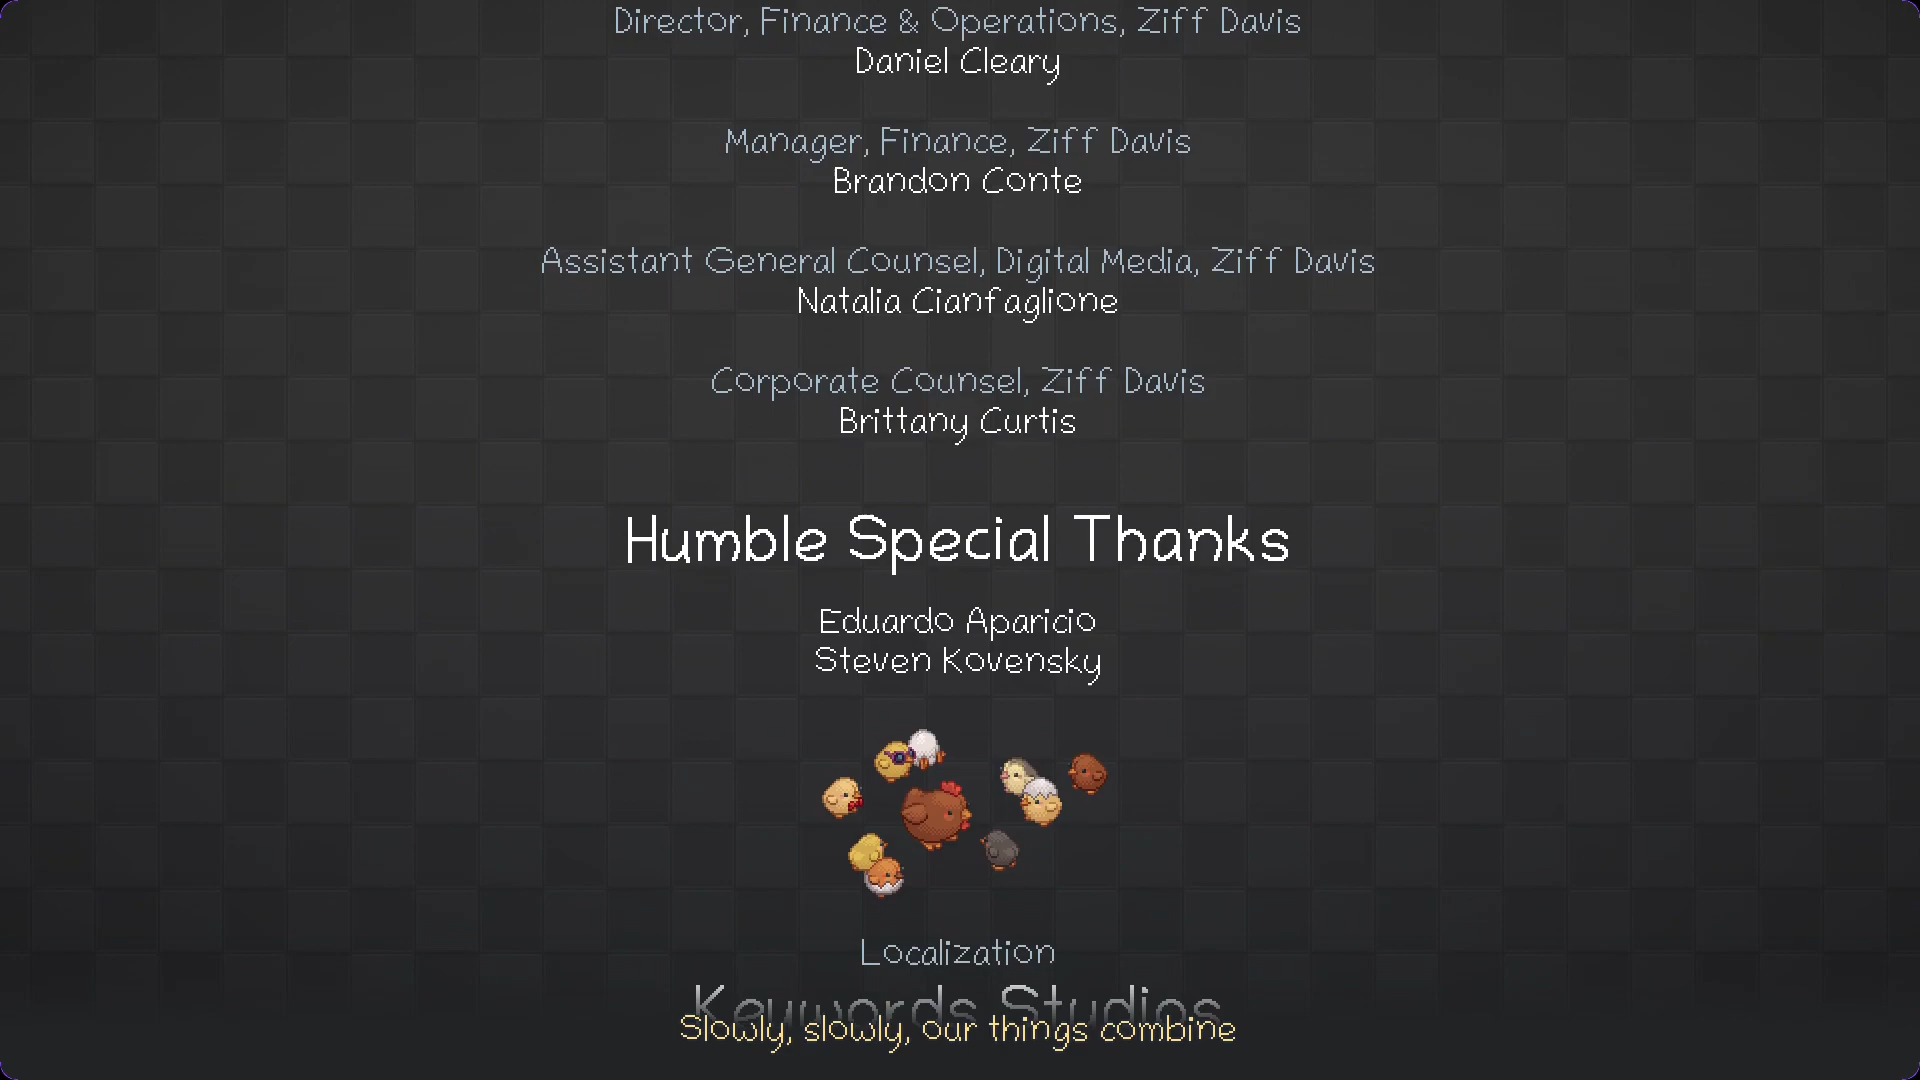 Director, Finance & Operations, Ziff Davis
Daniel Cleary
Manager, Finance, Ziff Davis
Brandon Conte
Assistant General Counsel, Digital Media, Ziff Davis
Natalia Cianfaglione
Corporate Counsel, Ziff Davis
Brittany Curtis
Humble Special Thanks
Eduardo Aparicio
Steven Kovensky
Localization
Keywords Studios
Slowly, slowly, our things combine